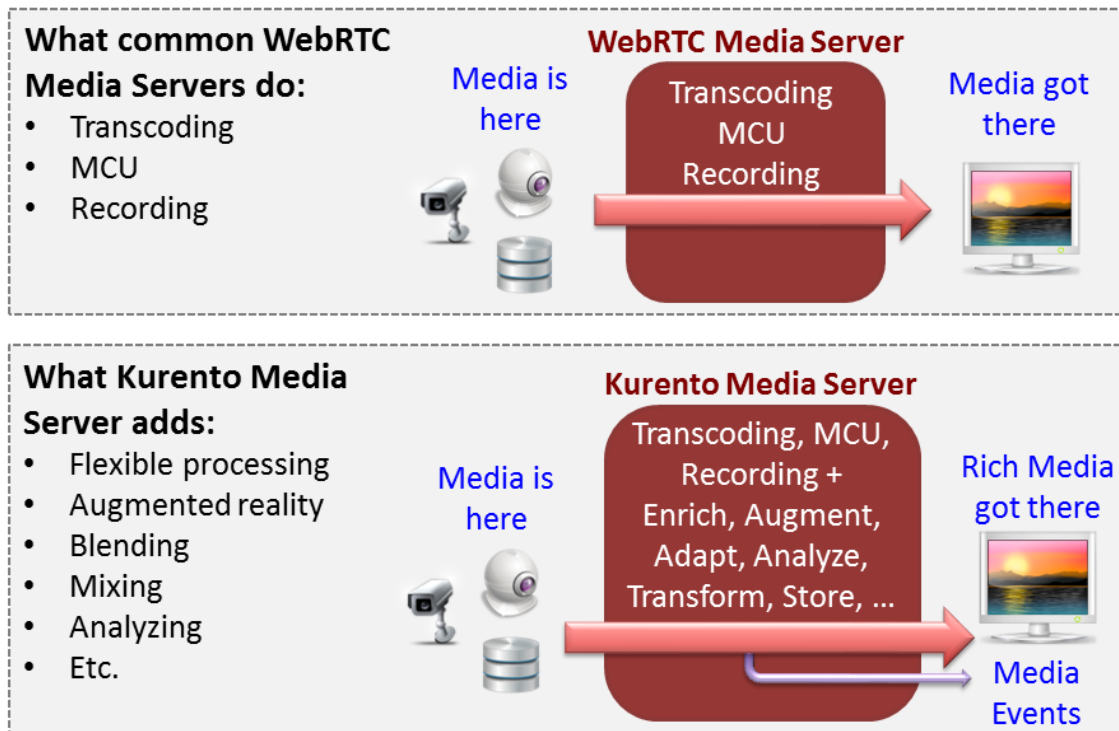 What common WebRTC
Media Servers do:
• Transcoding
• MCU
• Recording
Media is
here
WebRTC Media Server
Transcoding
MCU
Recording
Media got
there
What Kurento Media
Server adds:
• Flexible processing
• Augmented reality
• Blending
• Mixing
• Analyzing
• Etc.
Media is
here
Kurento Media Server
Transcoding, MCU,
Recording +
Enrich, Augment,
Adapt, Analyze,
Transform, Store, ...
Rich Media
got there
Media
Events